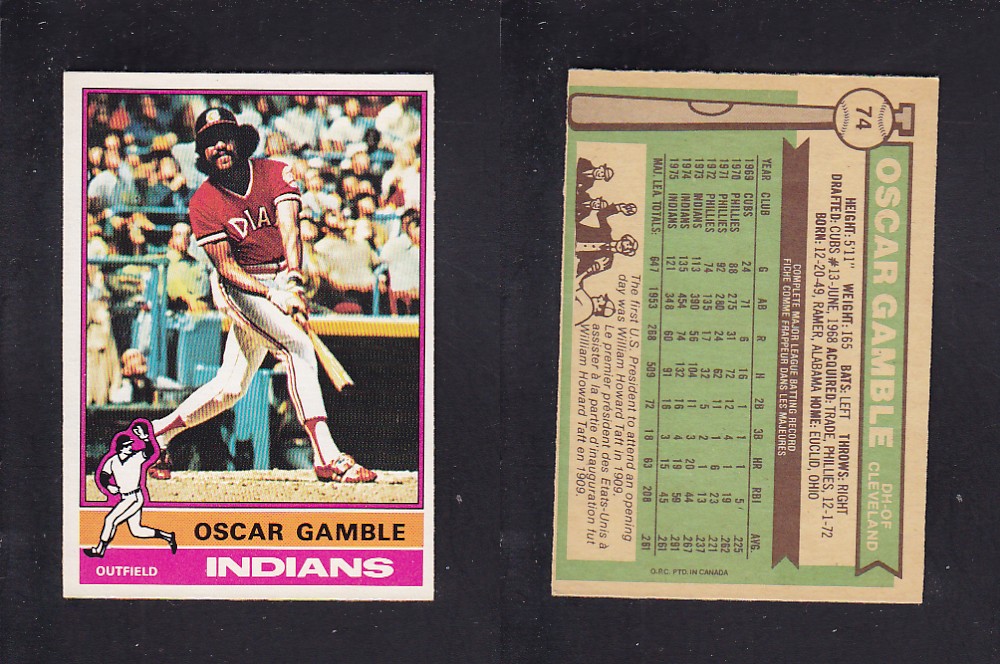 DIA
OSCAR GAMBLE
OUTFIELD
INDIANS
74
OSCAR GAMBLE DH-OF CLEVELAND
HEIGHT: 5'11" WEIGHT: 165 BATS: LEFT THROWS: RIGHT
DRAFTED: CUBS #13-JUNE, 1968 ACQUIRED: TRADE, PHILLIES, 12-1-72
BORN: 12-20-49, RAMER, ALABAMA HOME: EUCLID, OHIO
COMPLETE MAJOR LEAGUE BATTING RECORD
FICHE COMME FRAPPEUR DANS LES MAJEURES
YEAR CLUB G AB R H 2B 3B HR RBI AVG.
1969 CUBS 24 71 6 16 1 1 1 5 .225
1970 PHILLIES 88 275 31 72 12 4 1 19 .262
1971 PHILLIES 92 280 24 62 11 1 6 23 .221
1972 PHILLIES 74 135 17 32 5 2 1 13 .237
1973 INDIANS 113 390 56 104 11 3 20 44 .267
1974 INDIANS 135 454 74 132 16 4 19 59 .291
1975 INDIANS 121 348 60 91 16 3 15 45 .261
MAJ. LEA. TOTALS: 647 1953 268 509 72 18 63 208 .261
The first U.S. President to attend an opening
day was William Howard Taft in 1909.
Le premier président des Etats-Unis à
assister à la partie d'inauguration fut
William Howard Taft en 1909.
O.P.C. PTD. IN CANADA